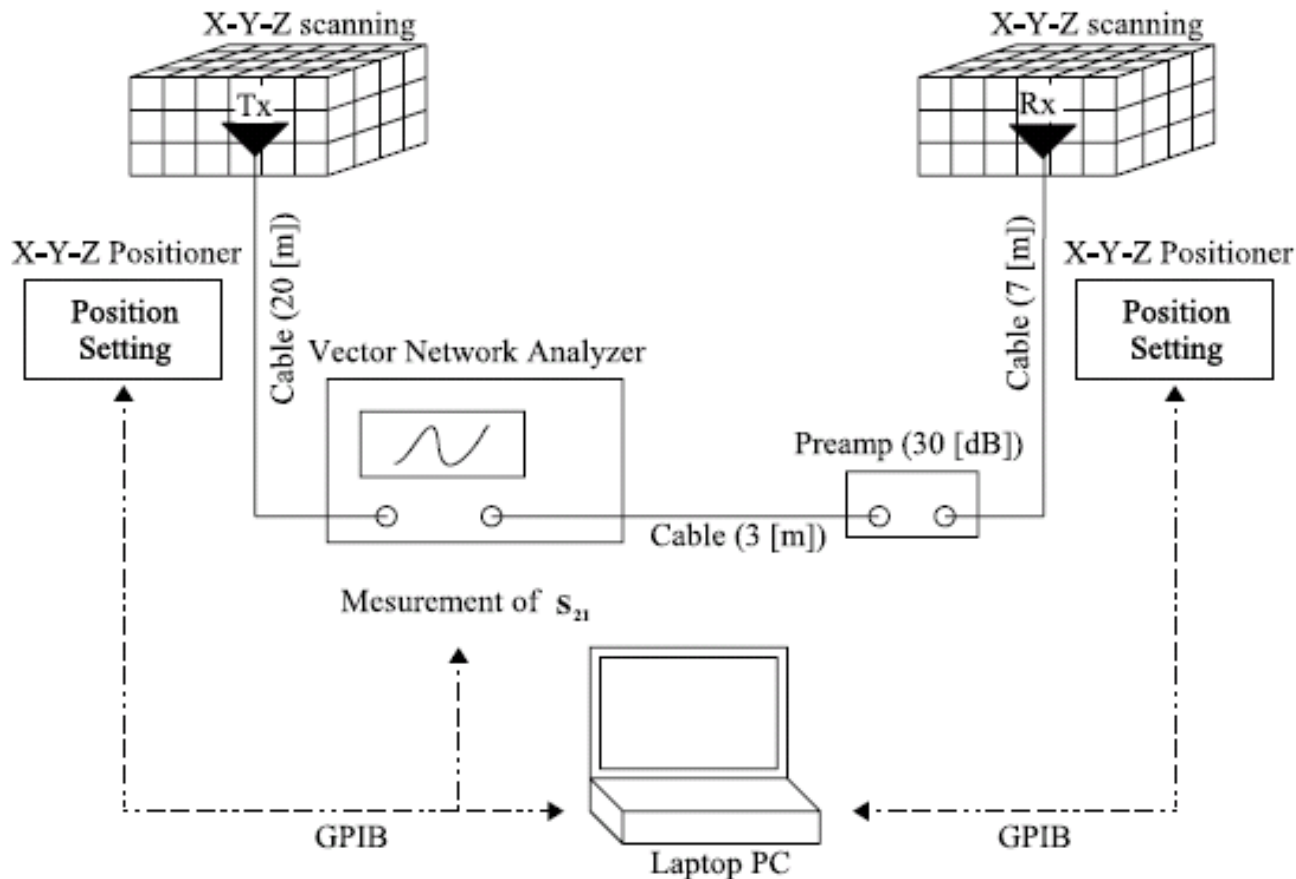 X-Y-Z scanning
X-Y-Z scanning
Tx
Rx
Cable (20 [m])
Cable (7 [m])
X-Y-Z Positioner
X-Y-Z Positioner
Position
Setting
Position
Setting
Vector Network Analyzer
Preamp (30 [dB])
Cable (3 [m])
Mesurement of S₂₁
GPIB
GPIB
Laptop PC